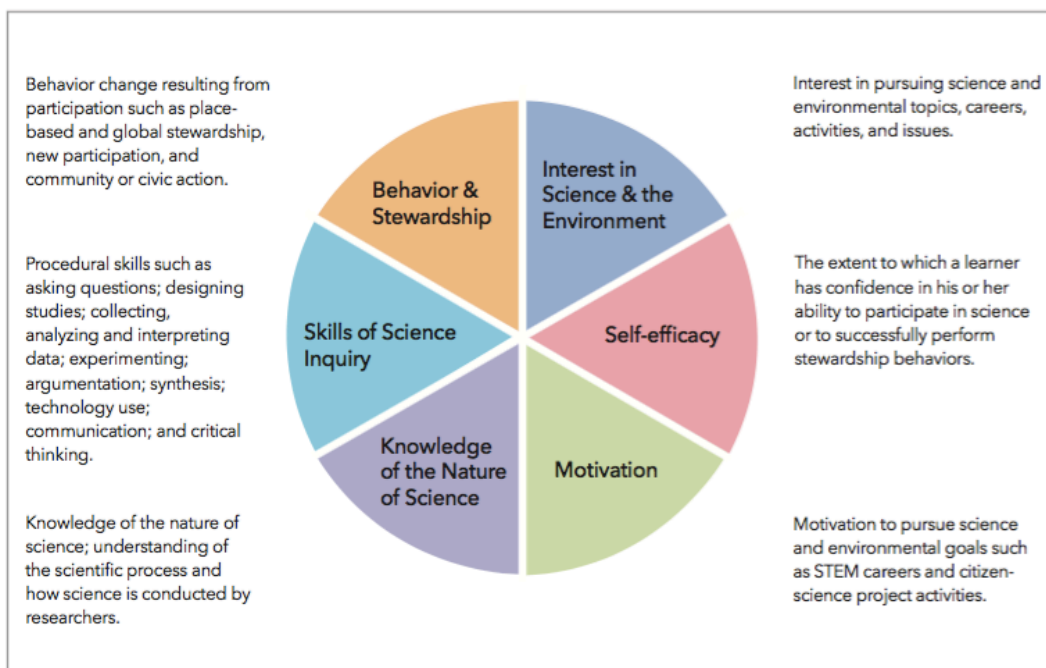 Behavior change resulting from
participation such as place-
based and global stewardship,
new participation, and
community or civic action.
Procedural skills such as
asking questions; designing
studies; collecting,
analyzing and interpreting
data; experimenting;
argumentation; synthesis;
technology use;
communication; and critical
thinking.
Knowledge of the nature of
science; understanding of
the scientific process and
how science is conducted by
researchers.
Behavior &
Stewardship
Interest in
Science & the
Environment
Skills of Science
Inquiry
Self-efficacy
Knowledge
of the Nature
of Science
Motivation
Interest in pursuing science and
environmental topics, careers,
activities, and issues.
The extent to which a learner
has confidence in his or her
ability to participate in science
or to successfully perform
stewardship behaviors.
Motivation to pursue science
and environmental goals such
as STEM careers and citizen-
science project activities.